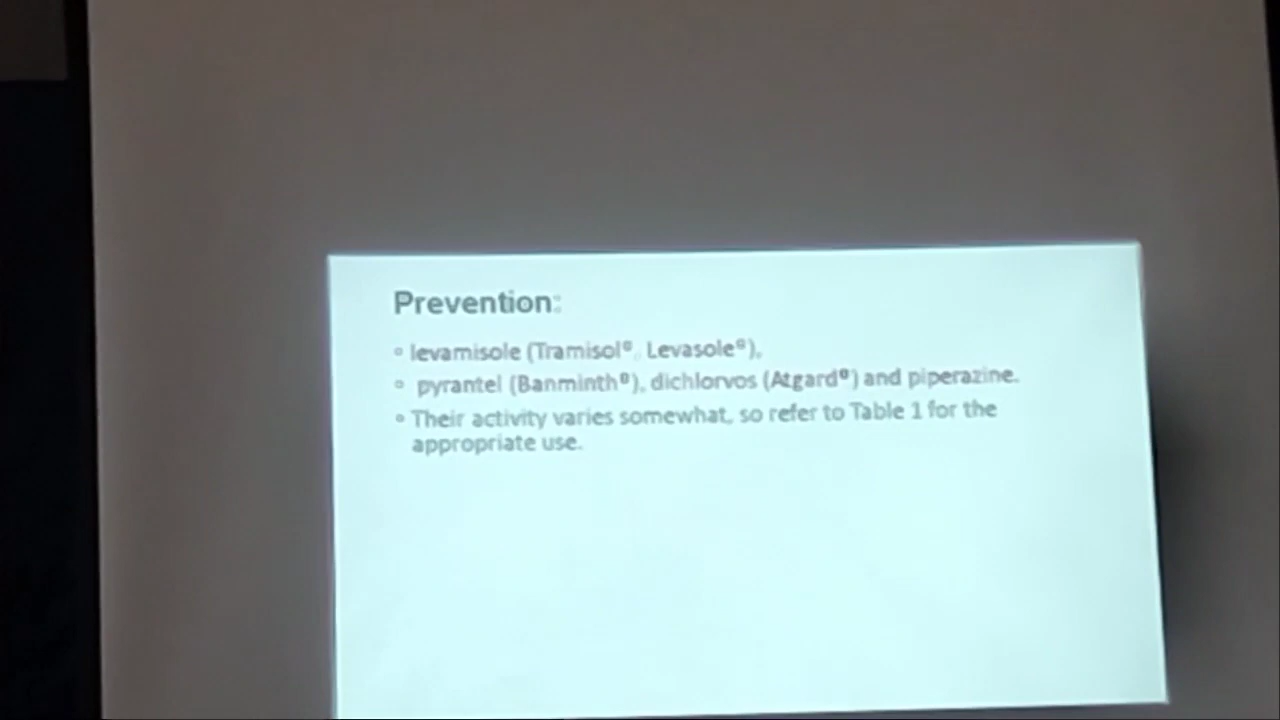 Prevention:
◦ levamisole (Tramisol®, Levasole®),
◦ pyrantel (Banminth®), dichlorvos (Atgard®) and piperazine.
◦ Their activity varies somewhat, so refer to Table 1 for the
appropriate use.